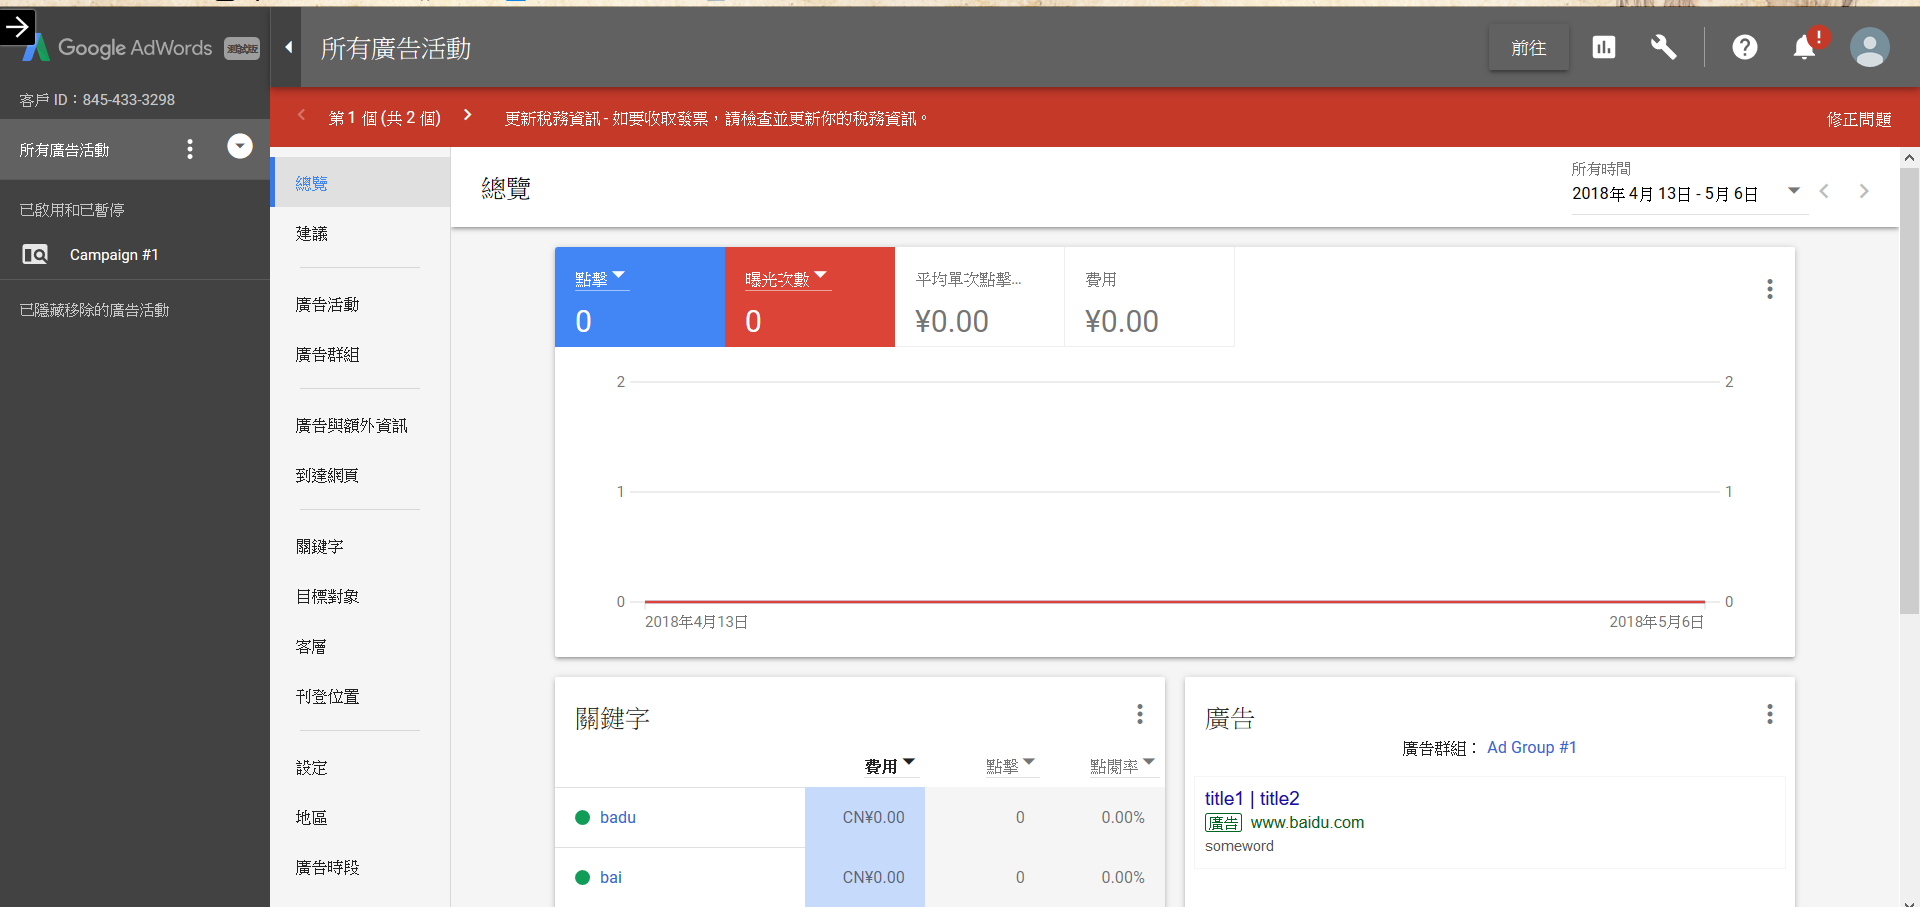 Google AdWords 測試版
所有廣告活動
前往
!
客戶 ID：845-433-3298
第 1 個 (共 2 個)
更新稅務資訊 - 如要收取發票，請檢查並更新你的稅務資訊。
修正問題
所有廣告活動
已啟用和已暫停
Campaign #1
已隱藏移除的廣告活動
總覽
建議
廣告活動
廣告群組
廣告與額外資訊
到達網頁
關鍵字
目標對象
客層
刊登位置
設定
地區
廣告時段
總覽
所有時間
2018年 4月 13日 - 5月 6日
點擊
0
曝光次數
0
平均單次點擊...
¥0.00
費用
¥0.00
2 2
1 1
0 0
2018年4月13日 2018年5月6日
關鍵字
費用 點擊 點閱率
badu CN¥0.00 0 0.00%
bai CN¥0.00 0 0.00%
廣告
廣告群組： Ad Group #1
title1 | title2
廣告 www.baidu.com
someword